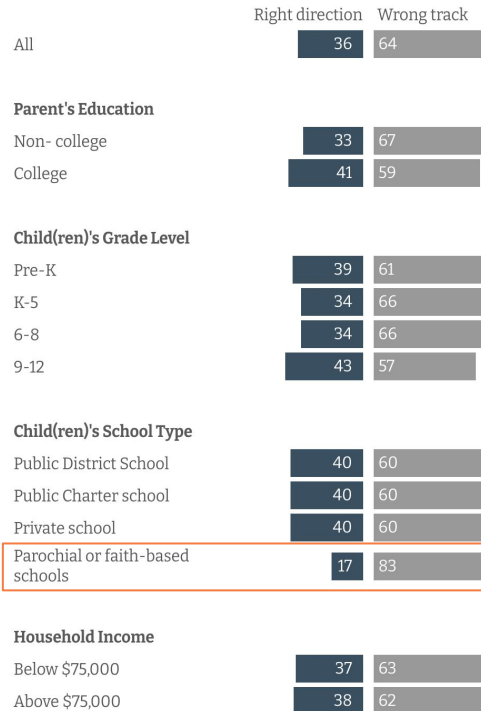 Right direction Wrong track
All 36 64
Parent's Education
Non- college 33 67
College 41 59
Child(ren)'s Grade Level
Pre-K 39 61
K-5 34 66
6-8 34 66
9-12 43 57
Child(ren)'s School Type
Public District School 40 60
Public Charter school 40 60
Private school 40 60
Parochial or faith-based
schools 17 83
Household Income
Below $75,000 37 63
Above $75,000 38 62